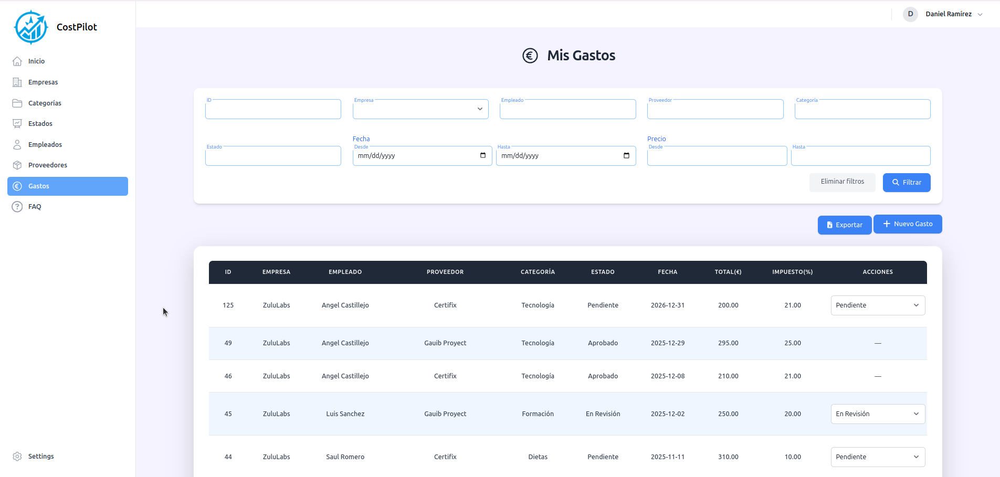 CostPilot
D Daniel Ramírez
Inicio
Empresas
Categorías
Estados
Empleados
Proveedores
Gastos
FAQ
Settings
Mis Gastos
ID Empresa Empleado Proveedor Categoría
Fecha Precio
Estado Desde Hasta Desde Hasta
mm/dd/yyyy mm/dd/yyyy
Eliminar filtros Filtrar
Exportar Nuevo Gasto
ID EMPRESA EMPLEADO PROVEEDOR CATEGORÍA ESTADO FECHA TOTAL(€) IMPUESTO(%) ACCIONES
125 ZuluLabs Angel Castillejo Certifix Tecnología Pendiente 2026-12-31 200.00 21.00 Pendiente
49 ZuluLabs Angel Castillejo Gauib Proyect Tecnología Aprobado 2025-12-29 295.00 25.00 —
46 ZuluLabs Angel Castillejo Certifix Tecnología Aprobado 2025-12-08 210.00 21.00 —
45 ZuluLabs Luis Sanchez Gauib Proyect Formación En Revisión 2025-12-02 250.00 20.00 En Revisión
44 ZuluLabs Saul Romero Certifix Dietas Pendiente 2025-11-11 310.00 10.00 Pendiente